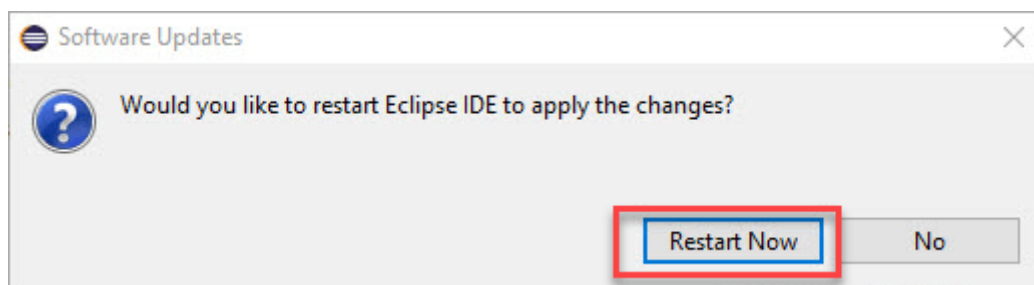 Software Updates
Would you like to restart Eclipse IDE to apply the changes?
Restart Now No